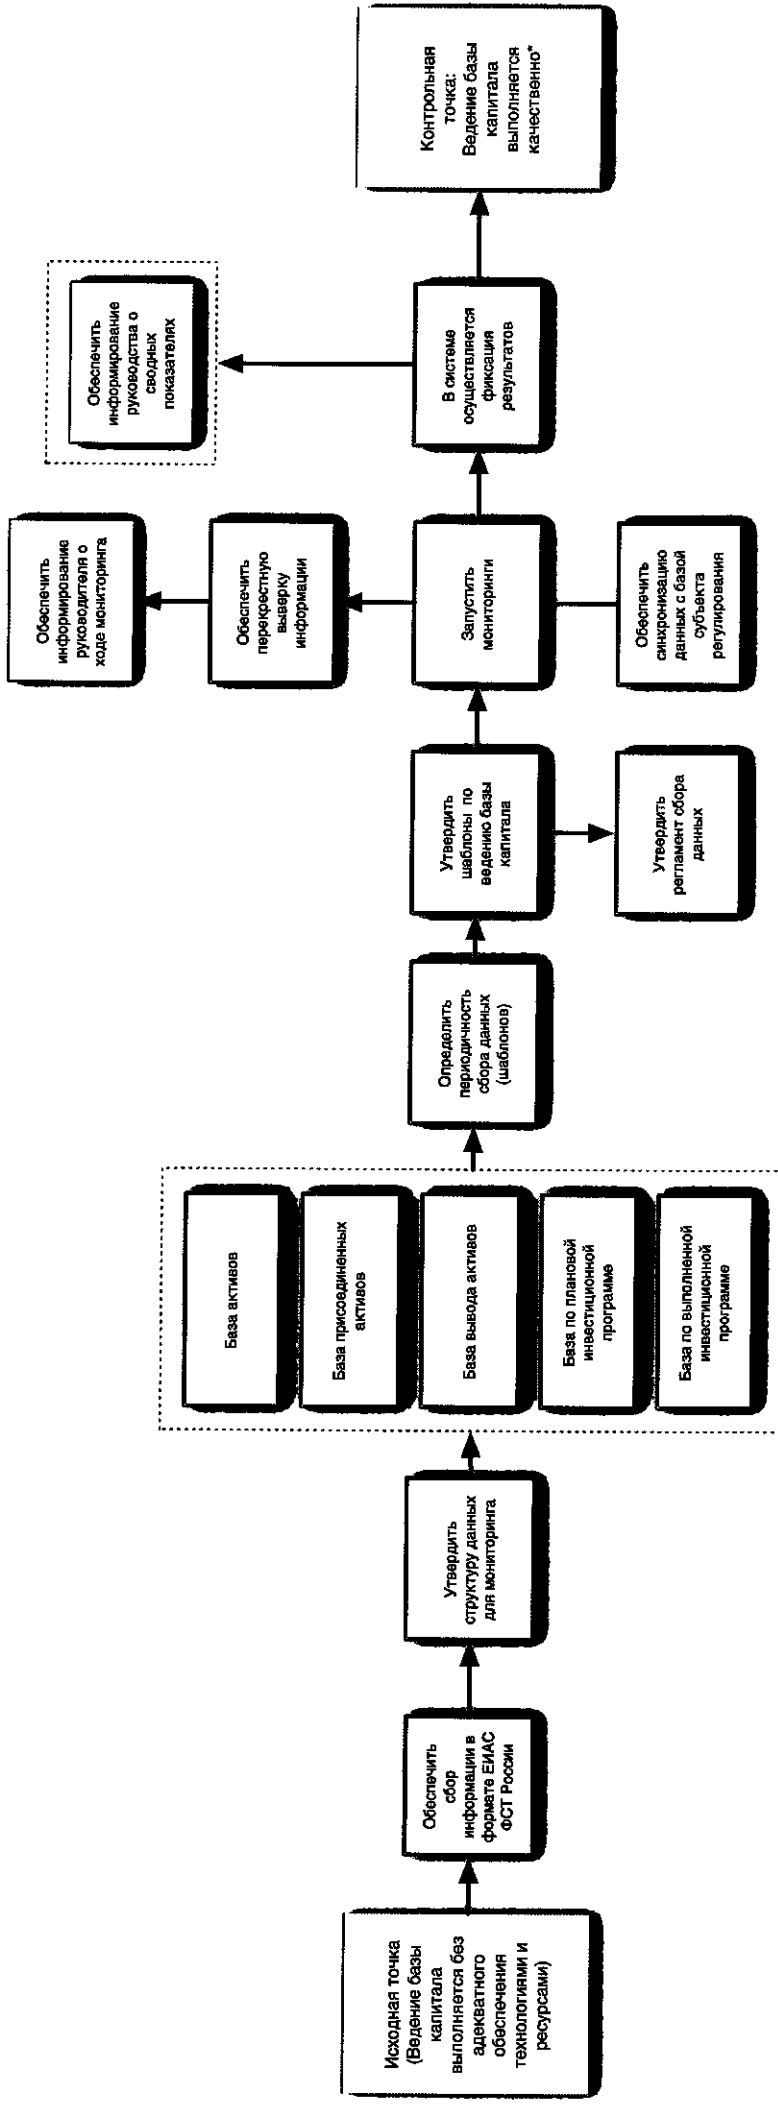 Исходная точка
(Ведение базы
капитала
выполняется без
адекватного
обеспечения
технологиями и
ресурсами)
Обеспечить
сбор
информации в
формате ЕИАС
ФСТ России
Утвердить
структуру данных
для мониторинга
База активов
База присоединенных
активов
База вывода активов
База по плановой
инвестиционной
программе
База по выполненной
инвестиционной
программе
Определить
периодичность
сбора данных
(шаблонов)
Утвердить
шаблоны по
ведению базы
капитала
Утвердить
регламент сбора
данных
Обеспечить
информирование
руководителя о
ходе мониторинга
Обеспечить
перекрестную
выверку
информации
Запустить
мониторинги
Обеспечить
синхронизацию
данных с базой
субъекта
регулирования
Обеспечить
информирование
руководства о
сводных
показателях
В системе
осуществляется
фиксация
результатов
Контрольная
точка:
Ведение базы
капитала
выполняется
качественно*